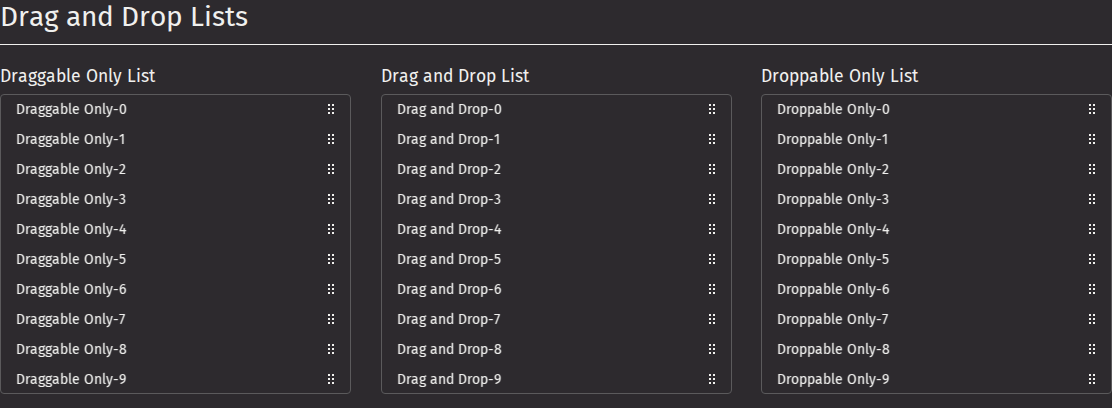 Drag and Drop Lists
Draggable Only List
Draggable Only-0
Draggable Only-1
Draggable Only-2
Draggable Only-3
Draggable Only-4
Draggable Only-5
Draggable Only-6
Draggable Only-7
Draggable Only-8
Draggable Only-9
Drag and Drop List
Drag and Drop-0
Drag and Drop-1
Drag and Drop-2
Drag and Drop-3
Drag and Drop-4
Drag and Drop-5
Drag and Drop-6
Drag and Drop-7
Drag and Drop-8
Drag and Drop-9
Droppable Only List
Droppable Only-0
Droppable Only-1
Droppable Only-2
Droppable Only-3
Droppable Only-4
Droppable Only-5
Droppable Only-6
Droppable Only-7
Droppable Only-8
Droppable Only-9